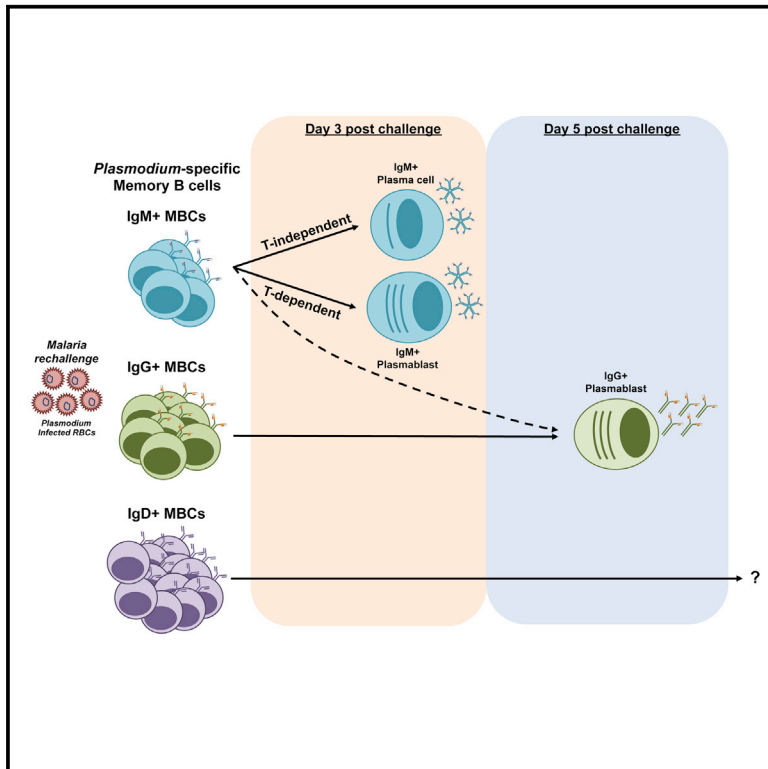 Day 3 post challenge
Day 5 post challenge
Plasmodium-specific
Memory B cells
IgM+ MBCs
IgM+
Plasma cell
T-independent
T-dependent
IgM+
Plasmablast
Malaria
rechallenge
Plasmodium
Infected RBCs
IgG+ MBCs
IgG+
Plasmablast
IgD+ MBCs
?